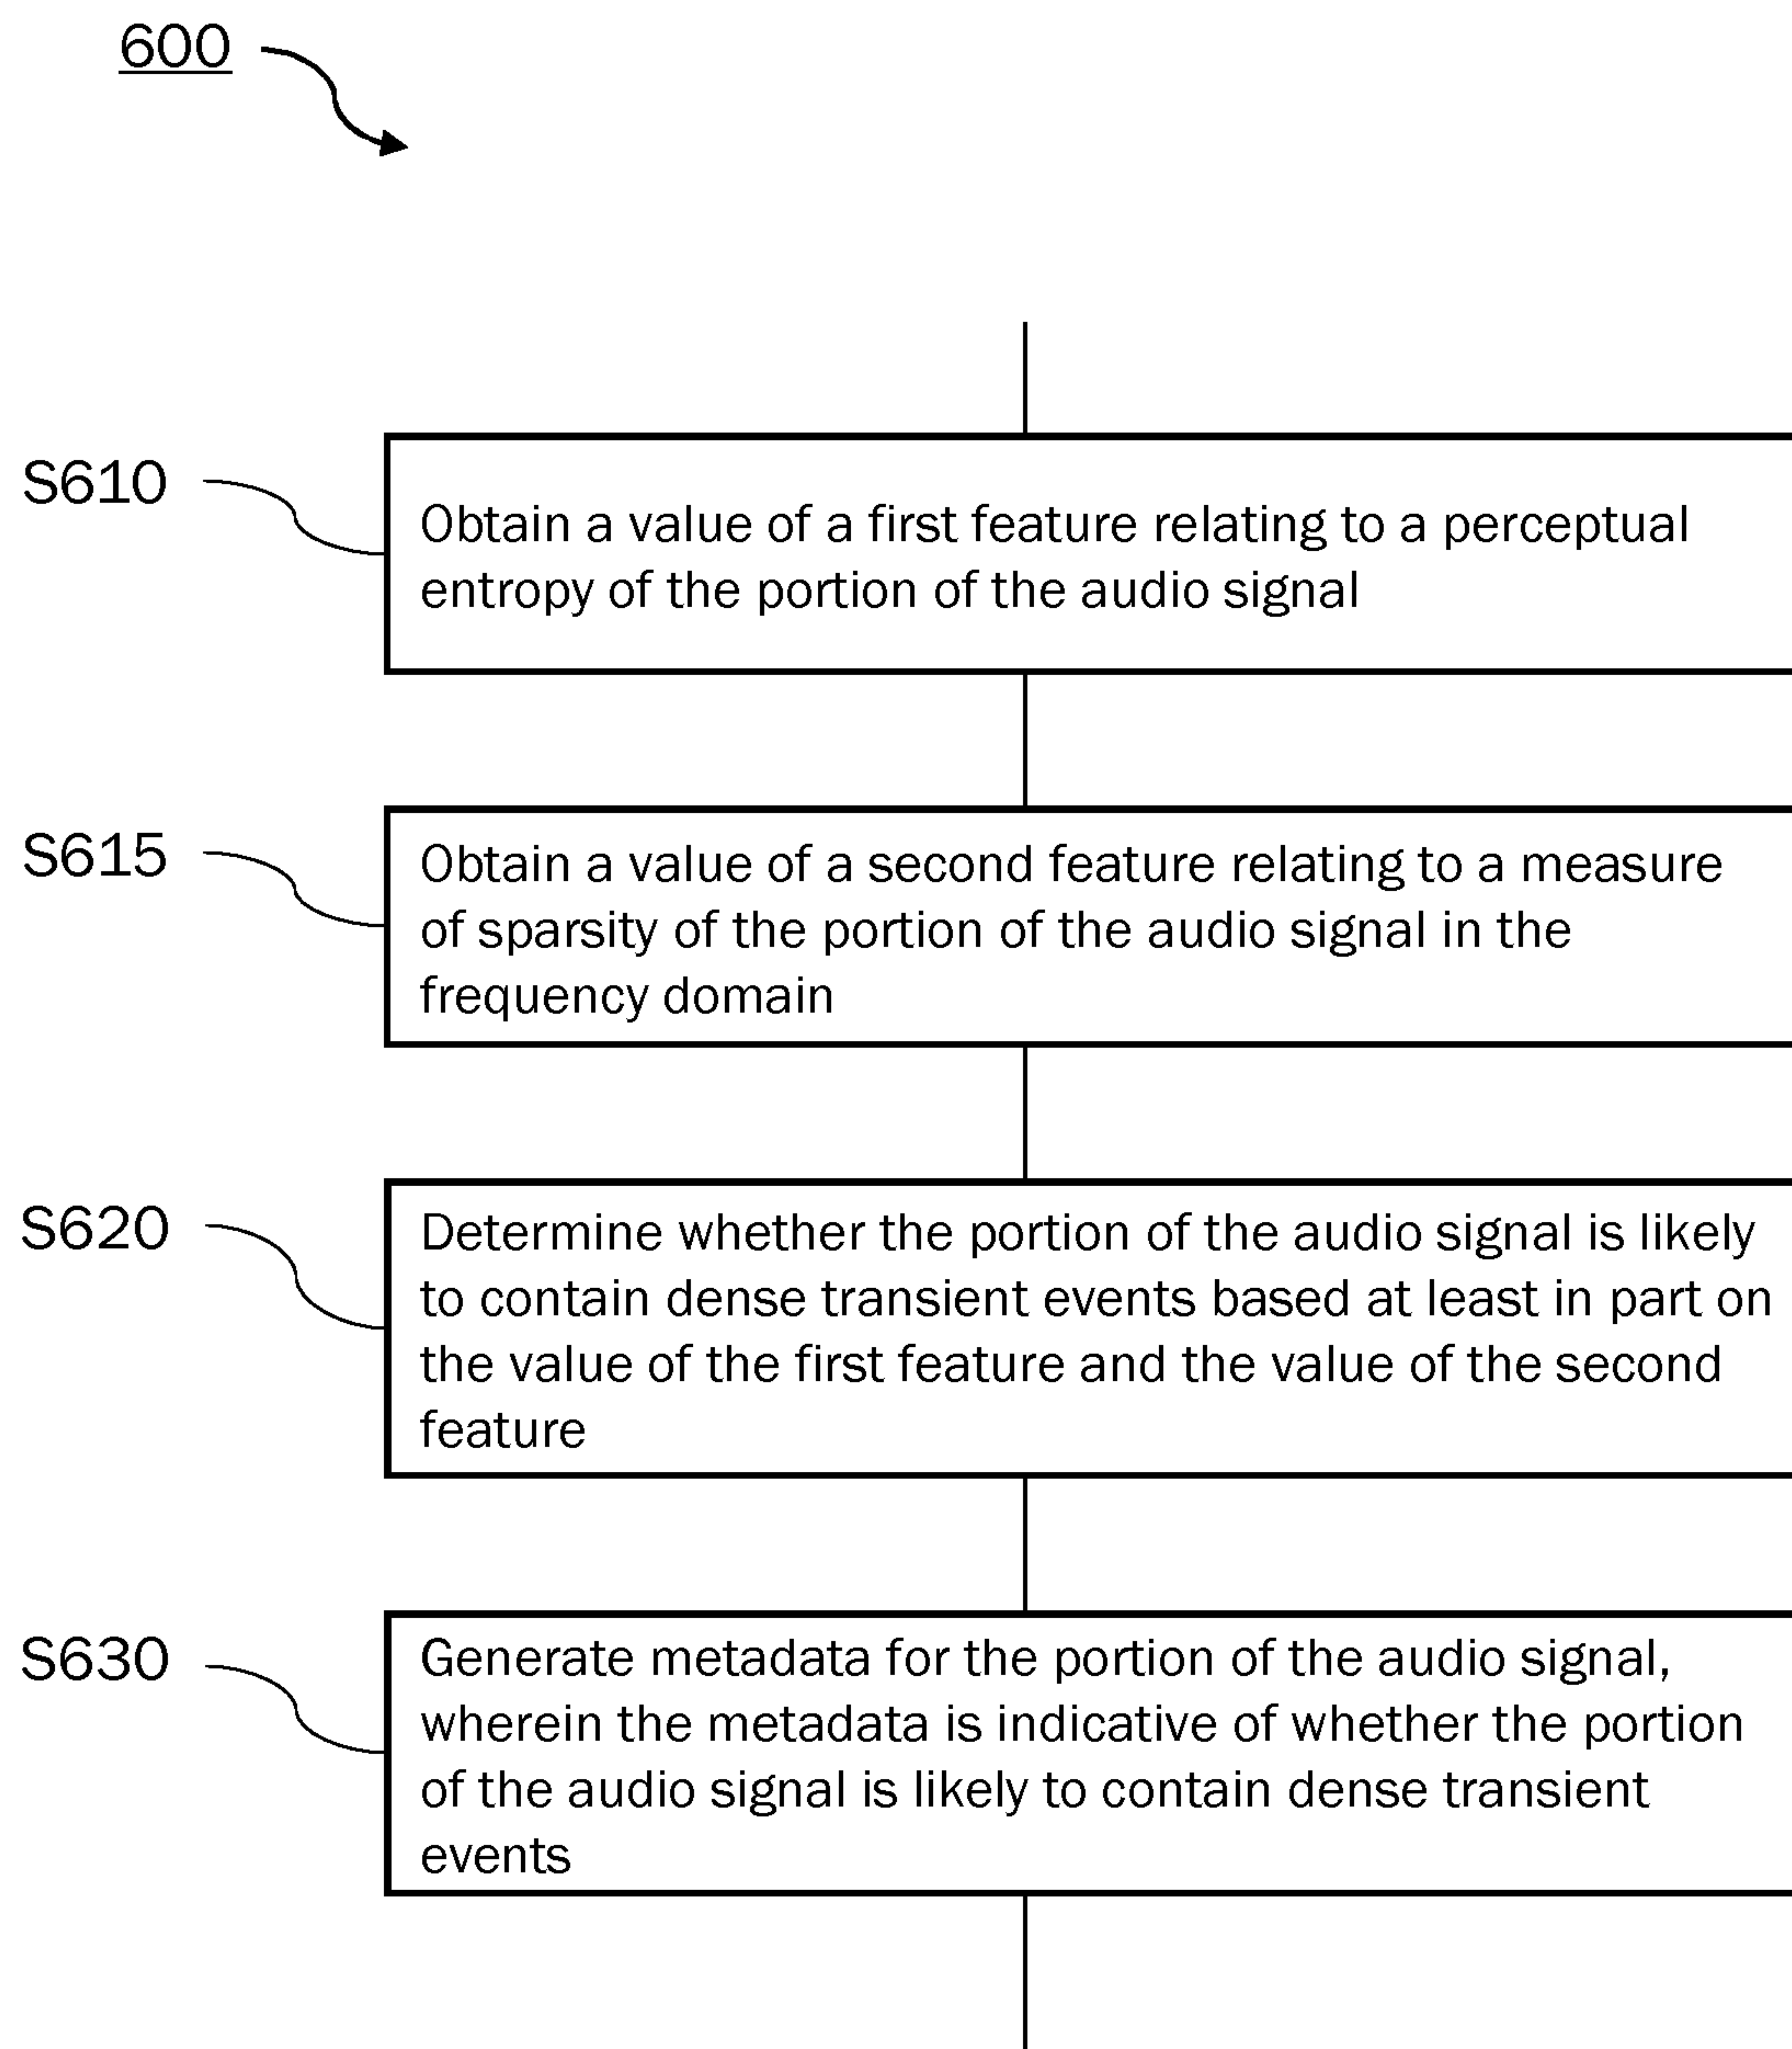 600
S610
Obtain a value of a first feature relating to a perceptual
entropy of the portion of the audio signal
S615
Obtain a value of a second feature relating to a measure
of sparsity of the portion of the audio signal in the
frequency domain
S620
Determine whether the portion of the audio signal is likely
to contain dense transient events based at least in part on
the value of the first feature and the value of the second
feature
S630
Generate metadata for the portion of the audio signal,
wherein the metadata is indicative of whether the portion
of the audio signal is likely to contain dense transient
events